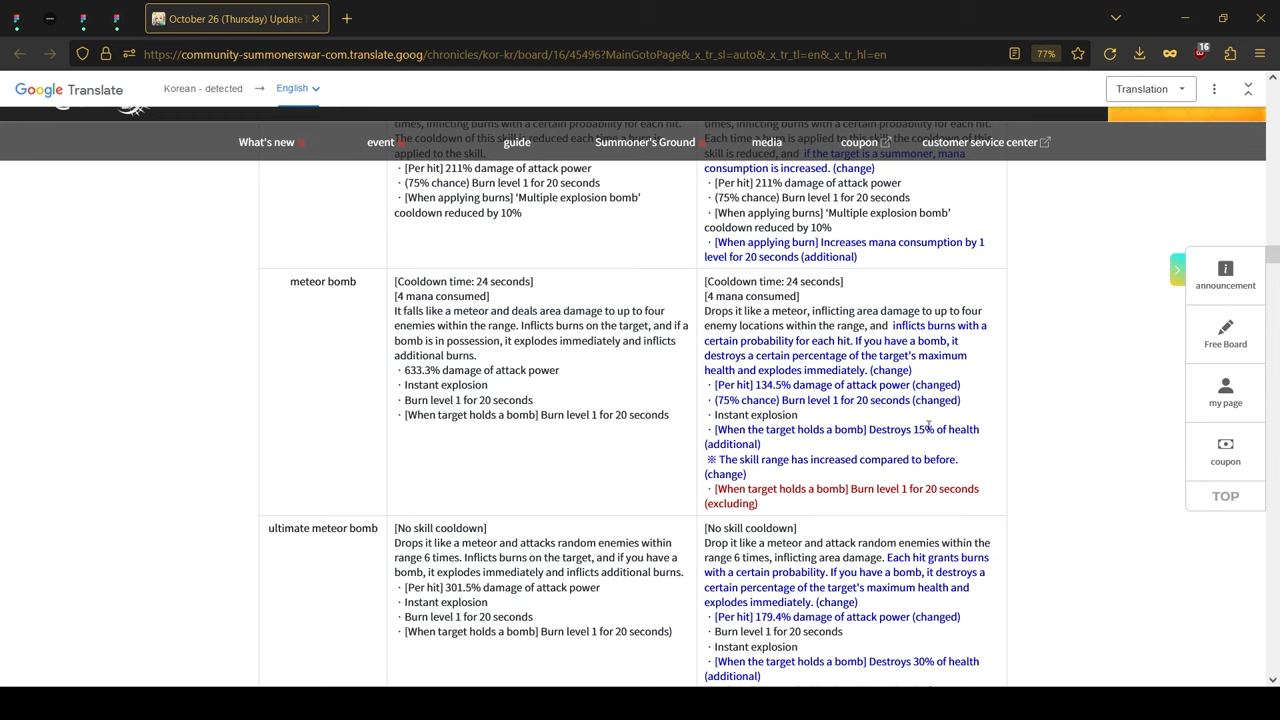 October 26 (Thursday) Update
https://community-summonerswar-com.translate.goog/chronicles/kor-kr/board/16/45496?MainGotoPage&_x_tr_sl=auto&_x_tr_tl=en&_x_tr_hl=en
77%
16
Google Translate
Korean - detected
English
Translation
What's new
event
guide
Summoner's Ground
media
coupon
customer service center
times, inflicting a certain probability for each hit.
The cooldown of this skill is reduced each time a burn is
applied to the skill.
· [Per hit] 211% damage of attack power
· (75% chance) Burn level 1 for 20 seconds
· [When applying burns] ‘Multiple explosion bomb’
cooldown reduced by 10%
times, inflicting with a certain probability for each hit.
Each time a burn is applied to this skill, the cooldown of this
skill is reduced, and if the target is a summoner, mana
consumption is increased. (change)
· [Per hit] 211% damage of attack power
· (75% chance) Burn level 1 for 20 seconds
· [When applying burns] ‘Multiple explosion bomb’
cooldown reduced by 10%
· [When applying burn] Increases mana consumption by 1
level for 20 seconds (additional)
meteor bomb
[Cooldown time: 24 seconds]
[4 mana consumed]
It falls like a meteor and deals area damage to up to four
enemies within the range. Inflicts burns on the target, and if a
bomb is in possession, it explodes immediately and inflicts
additional burns.
· 633.3% damage of attack power
· Instant explosion
· Burn level 1 for 20 seconds
· [When target holds a bomb] Burn level 1 for 20 seconds
[Cooldown time: 24 seconds]
[4 mana consumed]
Drops it like a meteor, inflicting area damage to up to four
enemy locations within the range, and inflicts burns with a
certain probability for each hit. If you have a bomb, it
destroys a certain percentage of the target's maximum
health and explodes immediately. (change)
· [Per hit] 134.5% damage of attack power (changed)
· (75% chance) Burn level 1 for 20 seconds (changed)
· Instant explosion
· [When the target holds a bomb] Destroys 15% of health
(additional)
※ The skill range has increased compared to before.
(change)
· [When target holds a bomb] Burn level 1 for 20 seconds
(excluding)
ultimate meteor bomb
[No skill cooldown]
Drops it like a meteor and attacks random enemies within
range 6 times. Inflicts burns on the target, and if you have a
bomb, it explodes immediately and inflicts additional burns.
· [Per hit] 301.5% damage of attack power
· Instant explosion
· Burn level 1 for 20 seconds
· [When target holds a bomb] Burn level 1 for 20 seconds)
[No skill cooldown]
Drop it like a meteor and attack random enemies within the
range 6 times, inflicting area damage. Each hit grants burns
with a certain probability. If you have a bomb, it destroys a
certain percentage of the target's maximum health and
explodes immediately. (change)
· [Per hit] 179.4% damage of attack power (changed)
· Burn level 1 for 20 seconds
· Instant explosion
· [When the target holds a bomb] Destroys 30% of health
(additional)
announcement
Free Board
my page
coupon
TOP